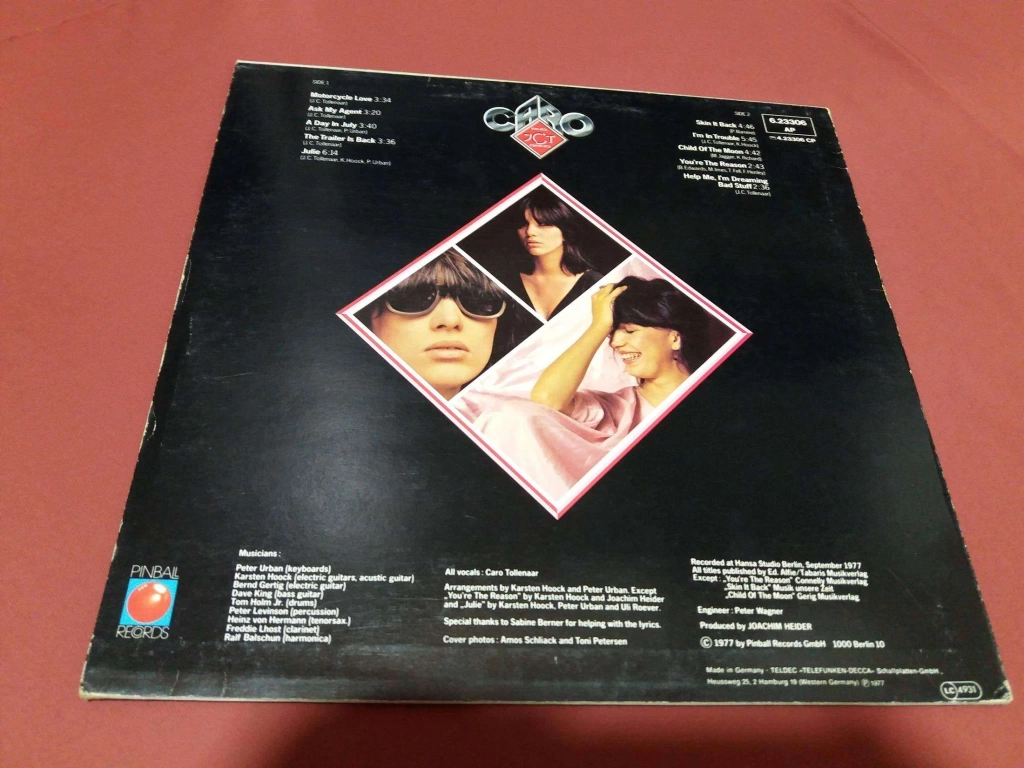 SIDE 1
Motorcycle Love 3:34
(J.C. Tollenaar)
Ask My Agent 3:20
(J.C. Tollenaar)
A Day In July 3:40
(J.C. Tollenaar, P. Urban)
The Trailer Is Back 3:36
(J.C. Tollenaar)
Julie 6:14
(J.C. Tollenaar, K. Hoock, P. Urban)
CARO
JCT
SIDE 2
Skin It Back 4:46
I'm In Trouble 5:45
(J.C. Tollenaar, K. Hoock)
Child Of The Moon 4:42
(M. Jagger, K. Richard)
You're The Reason 2:43
(B. Edwards, M. Imes, T. Fell, F. Henley)
Help Me, I'm Dreaming
Bad Stuff 2:36
(J.C. Tollenaar)
6.23306
AP
4.23306 CP
PINBALL
RECORDS
Musicians:
Peter Urban (keyboards)
Karsten Hoock (electric guitars, acustic guitar)
Bernd Gertig (electric guitar)
Dave King (bass guitar)
Tom Holm Jr. (drums)
Peter Levinson (percussion)
Heinz von Hermann (tenorsax.)
Freddie Lhost (clarinet)
Ralf Balschun (harmonica)
All vocals: Caro Tollenaar
Arrangements by Karsten Hoock and Peter Urban. Except
„You're The Reason" by Karsten Hoock and Joachim Heider
and „Julie" by Karsten Hoock, Peter Urban and Uli Roever.
Special thanks to Sabine Berner for helping with the lyrics.
Cover photos: Amos Schliack and Toni Petersen
Recorded at Hansa Studio Berlin, September 1977
All titles published by Ed. Alfie/Tabaris Musikverlag
Except: „You're The Reason" Connelly Musikverlag
„Skin It Back" Musik unsere Zeit
„Child Of The Moon" Gerig Musikverlag
Engineer: Peter Wagner
Produced by JOACHIM HEIDER
© 1977 by Pinball Records GmbH 1000 Berlin 10
Made in Germany · TELDEC »TELEFUNKEN-DECCA« Schallplatten-GmbH,
Heussweg 25, 2 Hamburg 19 (Western Germany) ℗ 1977
LC 4931